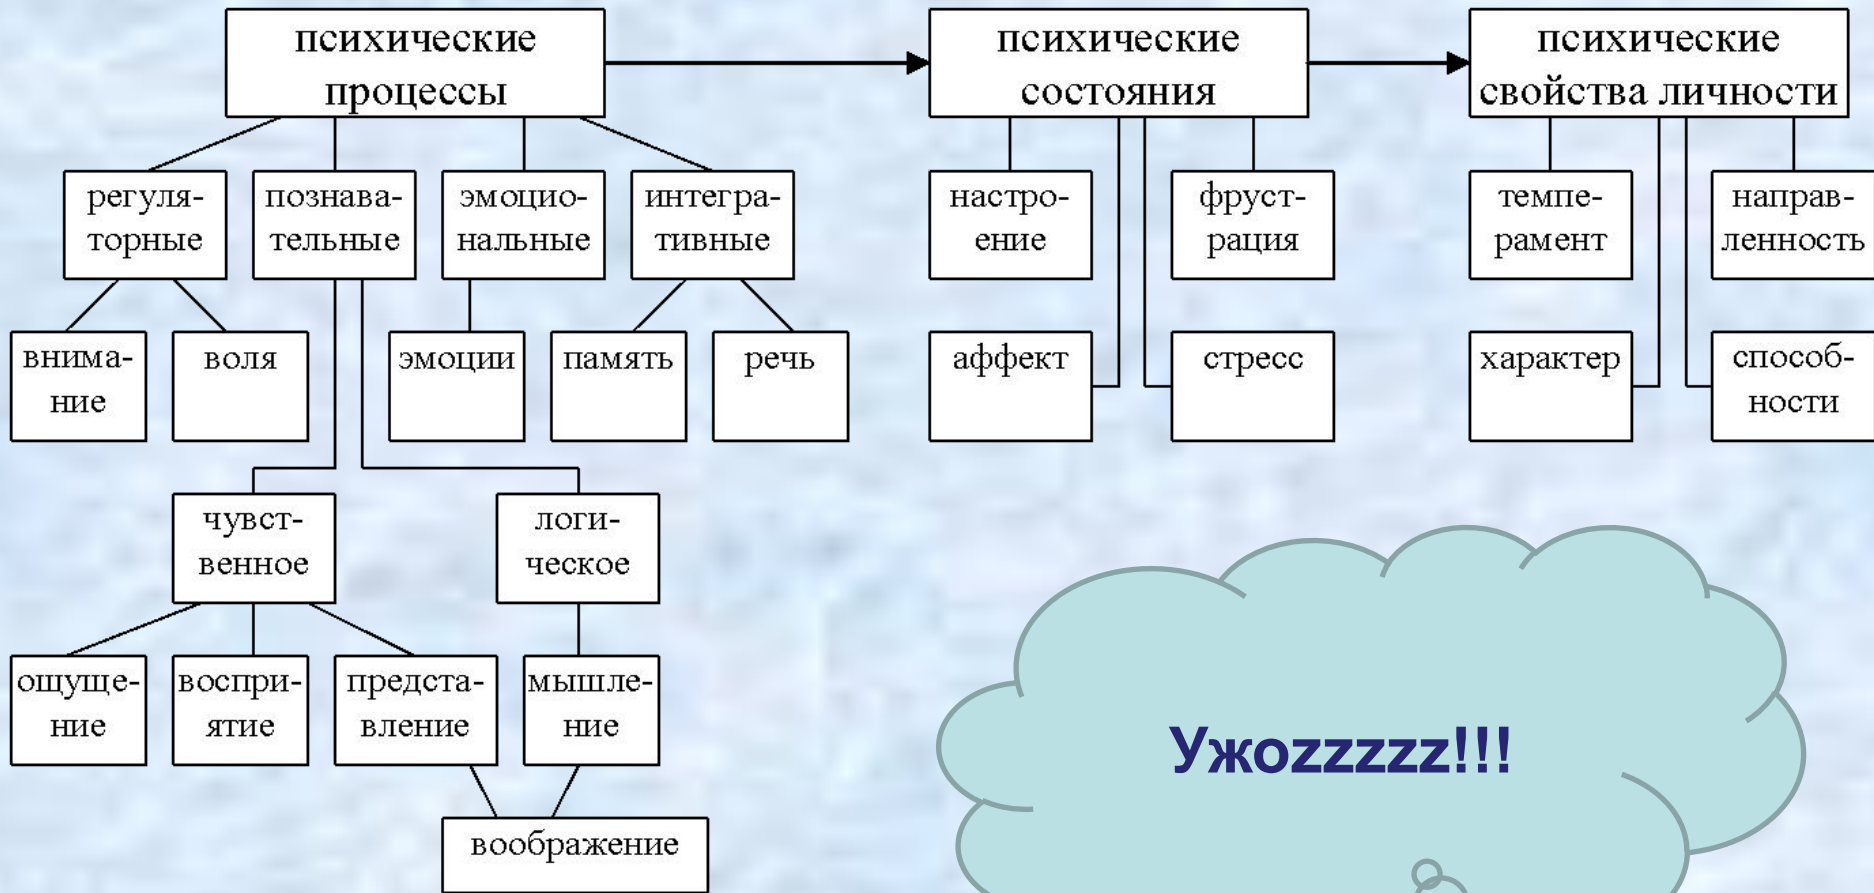 психические
процессы
психические
состояния
психические
свойства личности
регуля-
торные
познава-
тельные
эмоцио-
нальные
интегра-
тивные
настро-
ение
фруст-
рация
темпе-
рамент
направ-
ленность
внима-
ние
воля
эмоции
память
речь
аффект
стресс
характер
способ-
ности
чувст-
венное
логи-
ческое
ощуще-
ние
воспри-
ятие
предста-
вление
мышле-
ние
воображение
Ужоzzzzz!!!